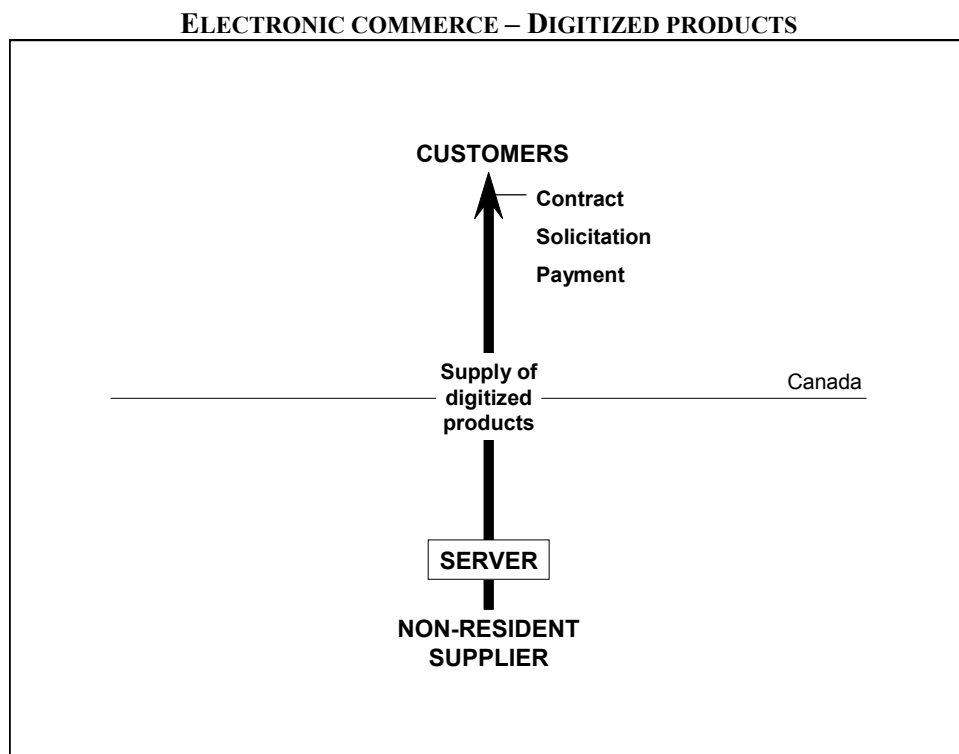 ELECTRONIC COMMERCE – DIGITIZED PRODUCTS
CUSTOMERS
Contract
Solicitation
Payment
Supply of
digitized
products
Canada
SERVER
NON-RESIDENT
SUPPLIER